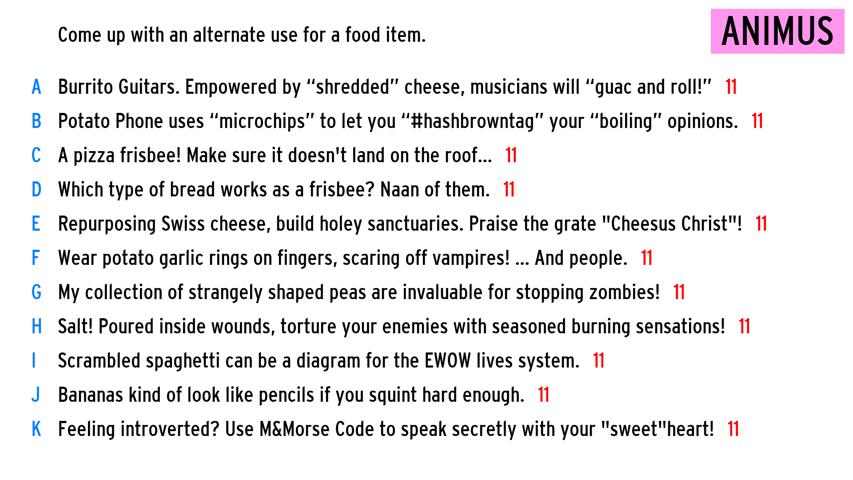 Come up with an alternate use for a food item.
ANIMUS
A Burrito Guitars. Empowered by “shredded” cheese, musicians will “guac and roll!” 11
B Potato Phone uses “microchips” to let you “#hashbrowntag” your “boiling” opinions. 11
C A pizza frisbee! Make sure it doesn't land on the roof... 11
D Which type of bread works as a frisbee? Naan of them. 11
E Repurposing Swiss cheese, build holey sanctuaries. Praise the grate "Cheesus Christ"! 11
F Wear potato garlic rings on fingers, scaring off vampires! ... And people. 11
G My collection of strangely shaped peas are invaluable for stopping zombies! 11
H Salt! Poured inside wounds, torture your enemies with seasoned burning sensations! 11
I Scrambled spaghetti can be a diagram for the EWOW lives system. 11
J Bananas kind of look like pencils if you squint hard enough. 11
K Feeling introverted? Use M&Morse Code to speak secretly with your "sweet"heart! 11